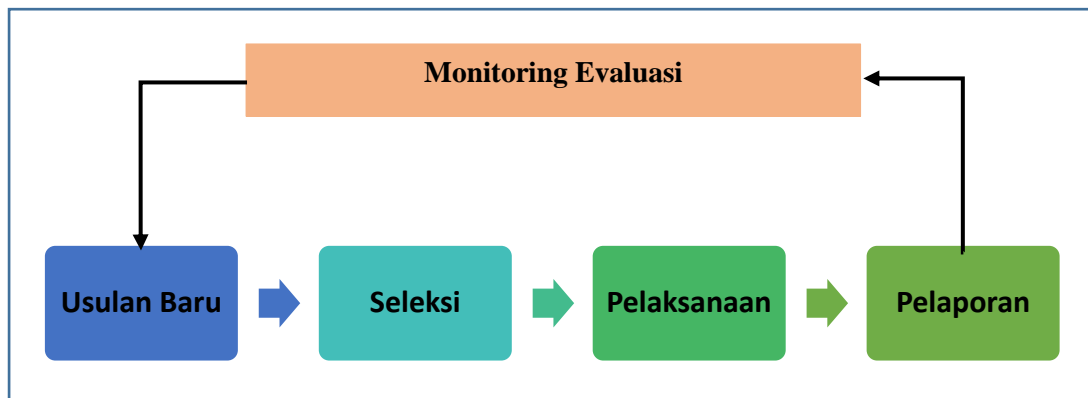 Monitoring Evaluasi
Usulan Baru
Seleksi
Pelaksanaan
Pelaporan